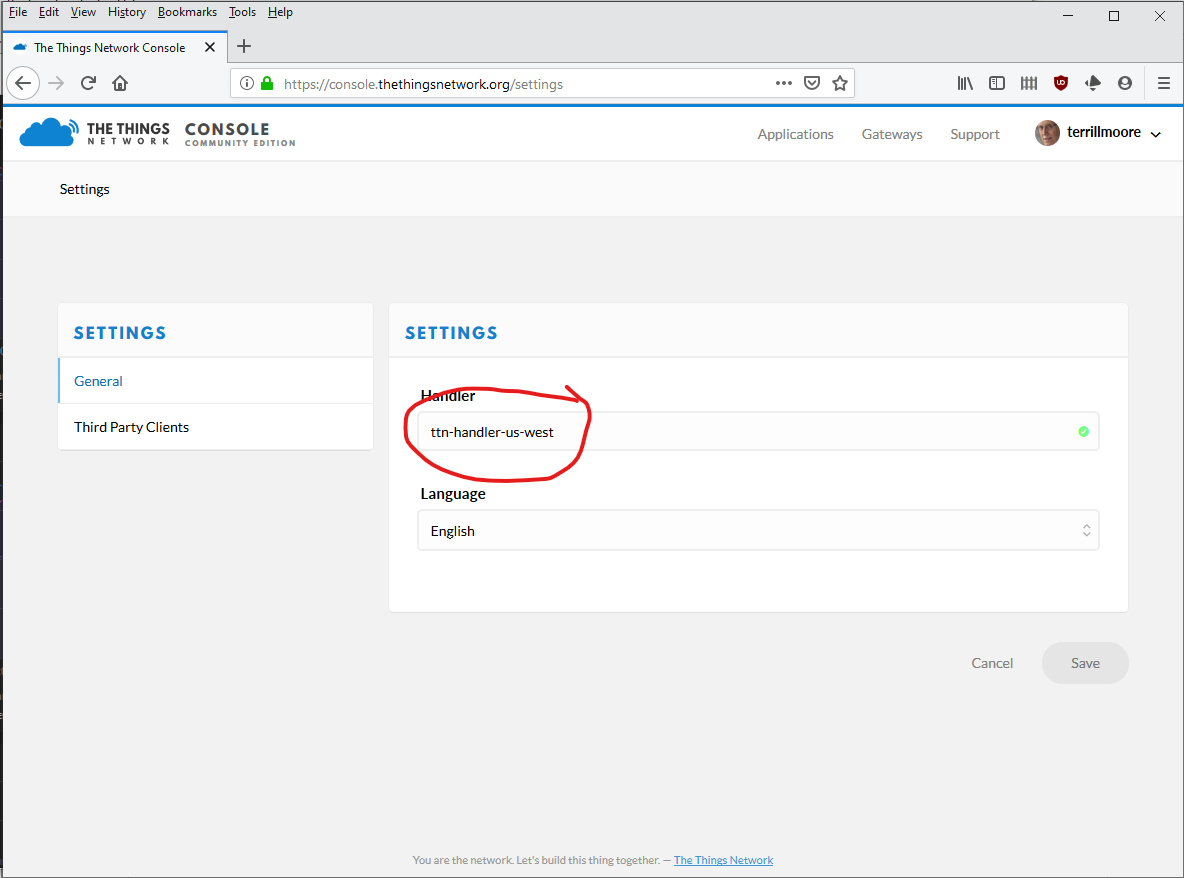 File Edit View History Bookmarks Tools Help
The Things Network Console
https://console.thethingsnetwork.org/settings
THE THINGS NETWORK CONSOLE COMMUNITY EDITION
Applications Gateways Support terrillmoore
Settings
SETTINGS
General
Third Party Clients
SETTINGS
Handler
ttn-handler-us-west
Language
English
Cancel Save
You are the network. Let's build this thing together. — The Things Network